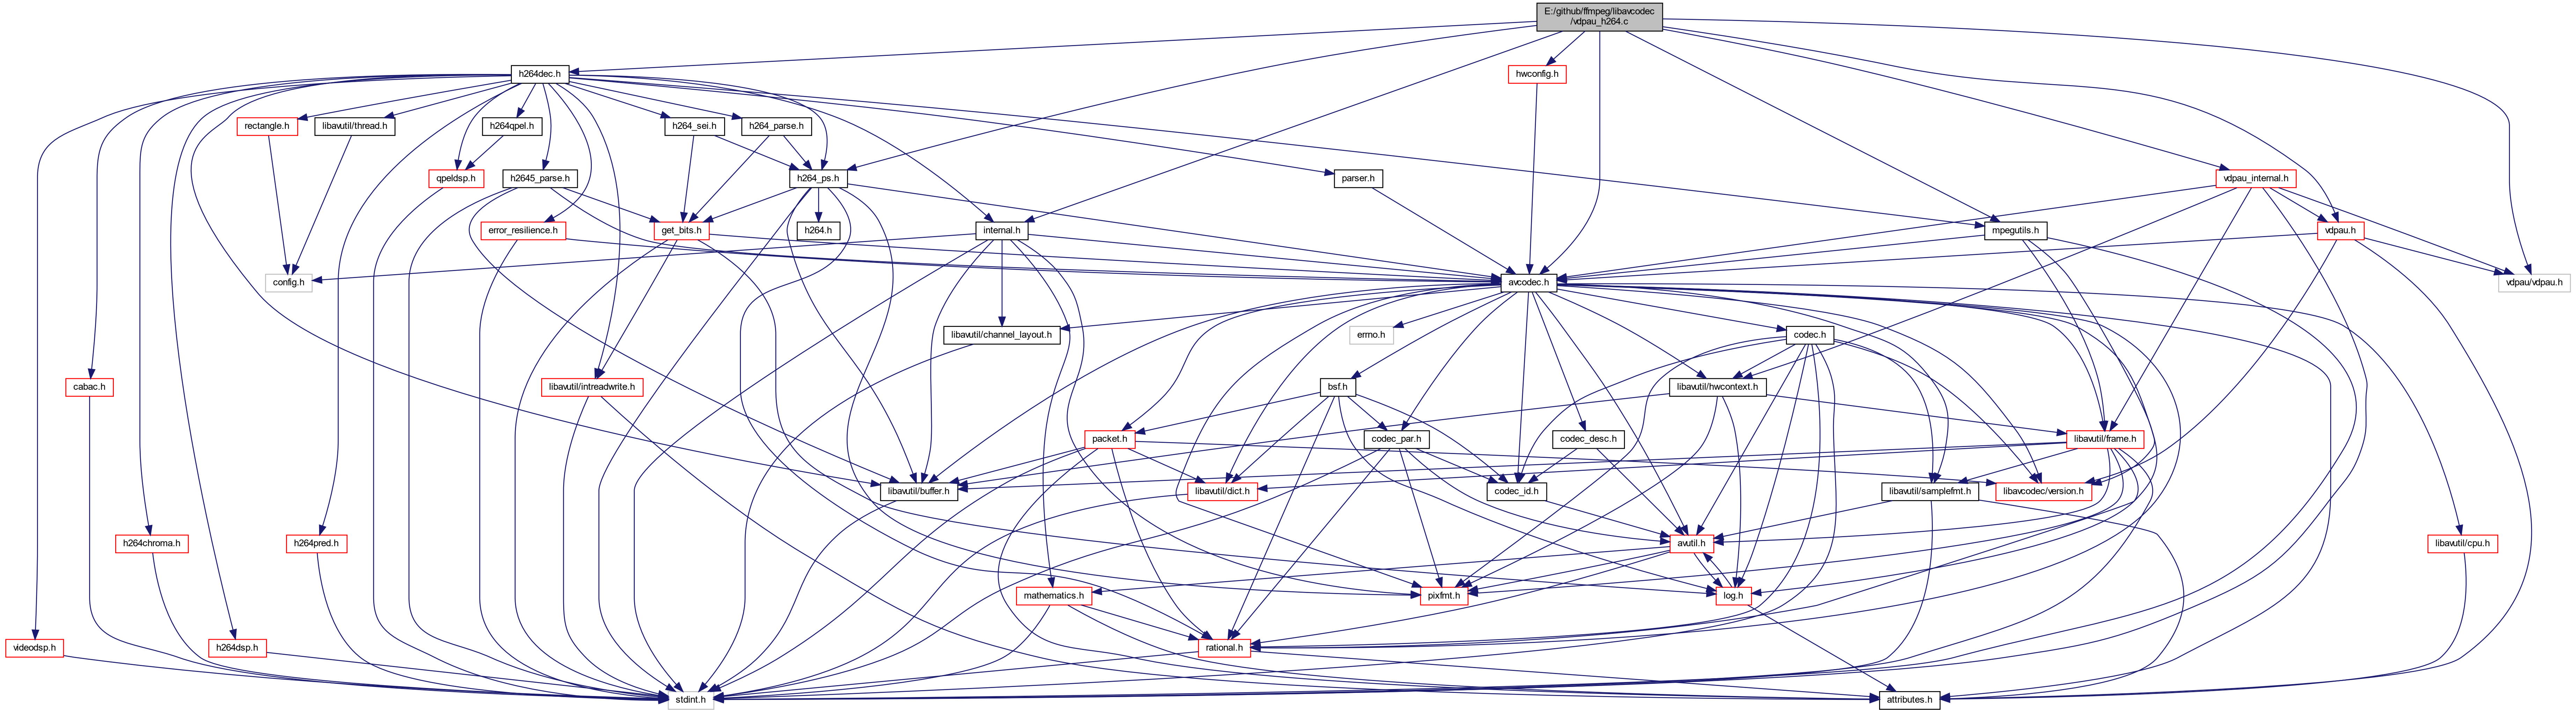 E:/github/ffmpeg/libavcodec
/vdpau_h264.c
h264dec.h
hwconfig.h
rectangle.h
libavutil/thread.h
h264qpel.h
h264_sei.h
h264_parse.h
qpeldsp.h
h2645_parse.h
h264_ps.h
parser.h
vdpau_internal.h
error_resilience.h
get_bits.h
h264.h
internal.h
mpegutils.h
vdpau.h
config.h
avcodec.h
vdpau/vdpau.h
libavutil/channel_layout.h
errno.h
codec.h
cabac.h
libavutil/intreadwrite.h
bsf.h
libavutil/hwcontext.h
packet.h
codec_par.h
codec_desc.h
libavutil/frame.h
libavutil/buffer.h
libavutil/dict.h
codec_id.h
libavutil/samplefmt.h
libavcodec/version.h
h264chroma.h
h264pred.h
avutil.h
libavutil/cpu.h
mathematics.h
pixfmt.h
log.h
videodsp.h
h264dsp.h
rational.h
stdint.h
attributes.h